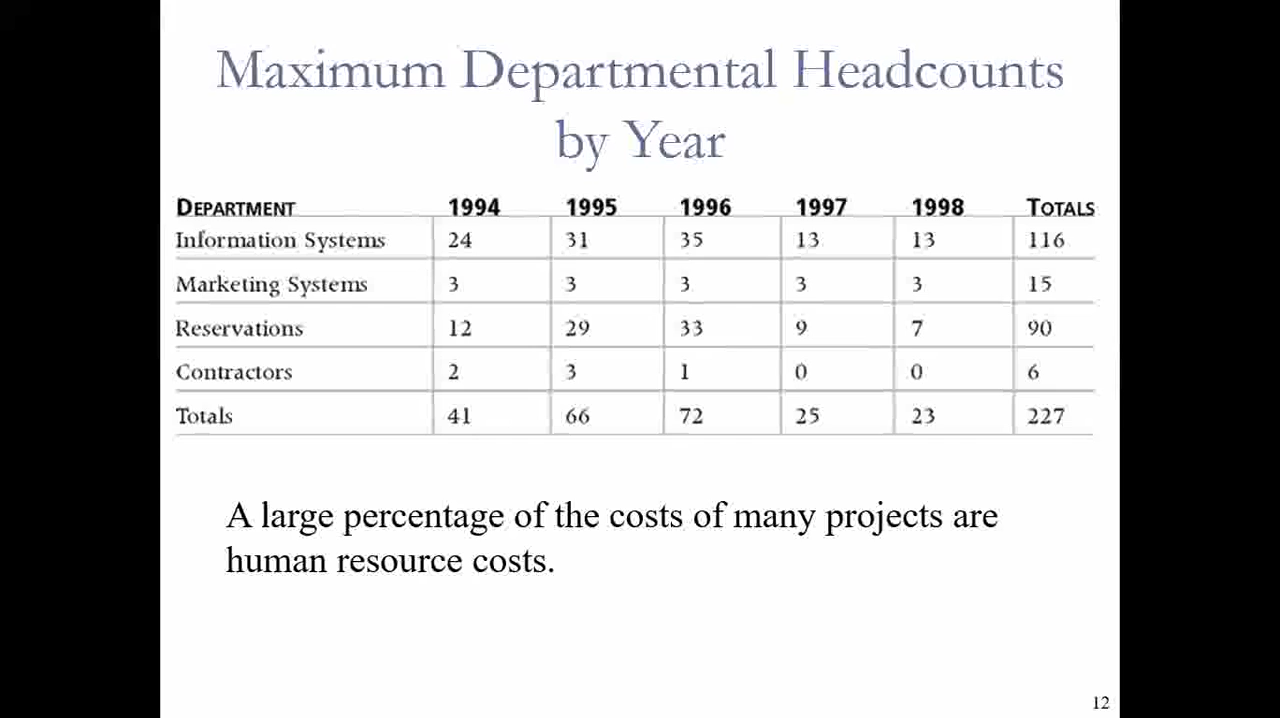 Maximum Departmental Headcounts
by Year
DEPARTMENT 1994 1995 1996 1997 1998 TOTALS
Information Systems 24 31 35 13 13 116
Marketing Systems 3 3 3 3 3 15
Reservations 12 29 33 9 7 90
Contractors 2 3 1 0 0 6
Totals 41 66 72 25 23 227
A large percentage of the costs of many projects are
human resource costs.
12